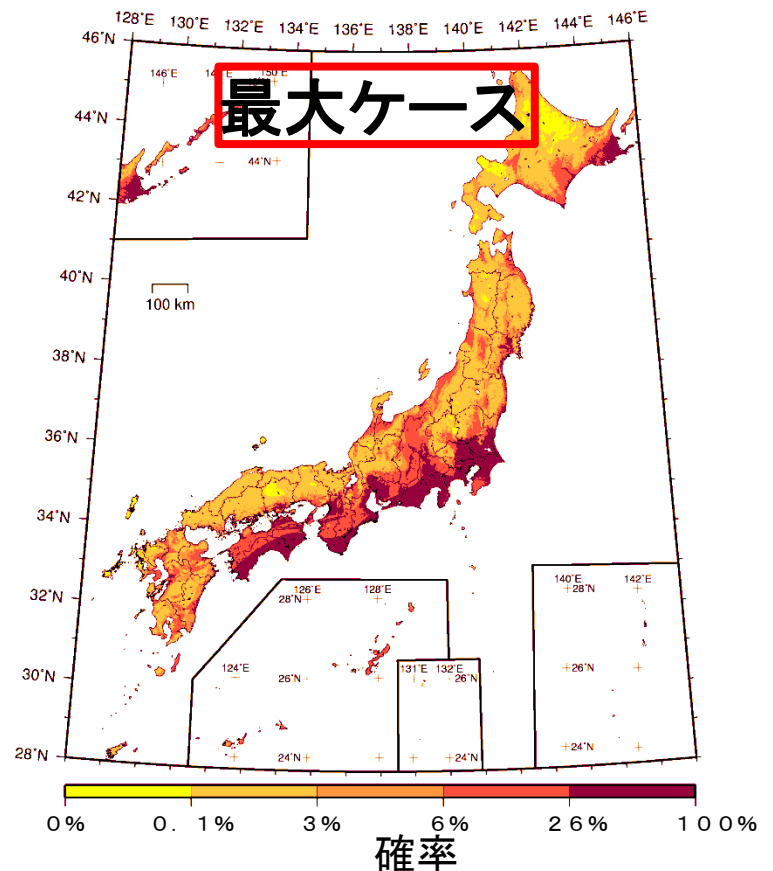 128°E 130°E 132°E 134°E 136°E 138°E 140°E 142°E 144°E 146°E
46°N
146°E 150°E
最大ケース
44°N
44°N
42°N
40°N
100 km
38°N
36°N
34°N
32°N
126°E 128°E
28°N
140°E 142°E
28°N
30°N
124°E
26°N
131°E 132°E
26°N
26°N
28°N
24°N
24°N
24°N
0% 0.1% 3% 6% 26% 100%
確率